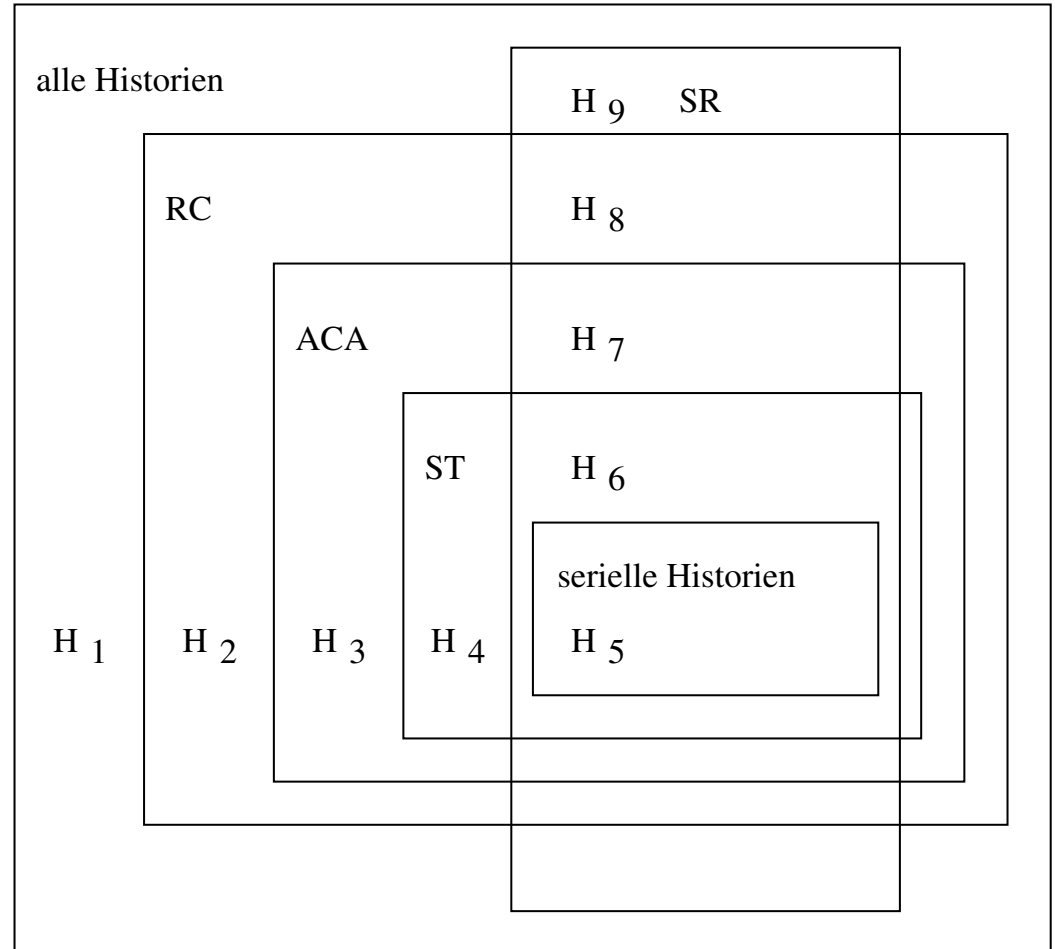 alle Historien
H 9 SR
RC H 8
ACA H 7
ST H 6
serielle Historien
H 1 H 2 H 3 H 4 H 5